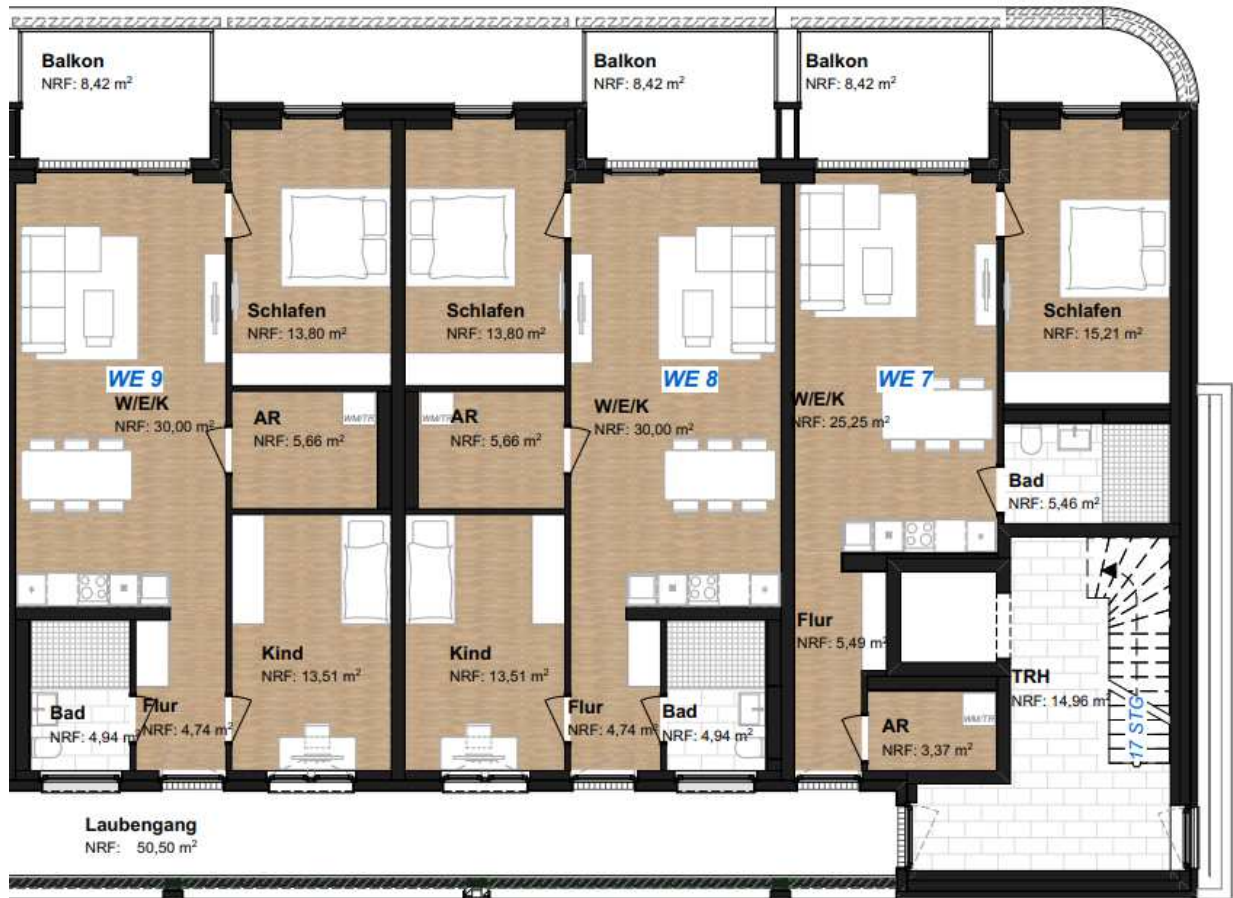 Balkon
NRF: 8,42 m²
Balkon
NRF: 8,42 m²
Balkon
NRF: 8,42 m²
Schlafen
NRF: 13,80 m²
Schlafen
NRF: 13,80 m²
Schlafen
NRF: 15,21 m²
WE 9
W/E/K
NRF: 30,00 m²
WE 8
W/E/K
NRF: 30,00 m²
WE 7
W/E/K
NRF: 25,25 m²
AR
NRF: 5,66 m²
WM/TR
WM/TR
AR
NRF: 5,66 m²
Bad
NRF: 5,46 m²
Kind
NRF: 13,51 m²
Kind
NRF: 13,51 m²
Flur
NRF: 5,49 m²
Bad
NRF: 4,94 m²
Flur
NRF: 4,74 m²
Flur
NRF: 4,74 m²
Bad
NRF: 4,94 m²
AR
NRF: 3,37 m²
WM/TR
TRH
NRF: 14,96 m²
17 STG
Laubengang
NRF: 50,50 m²